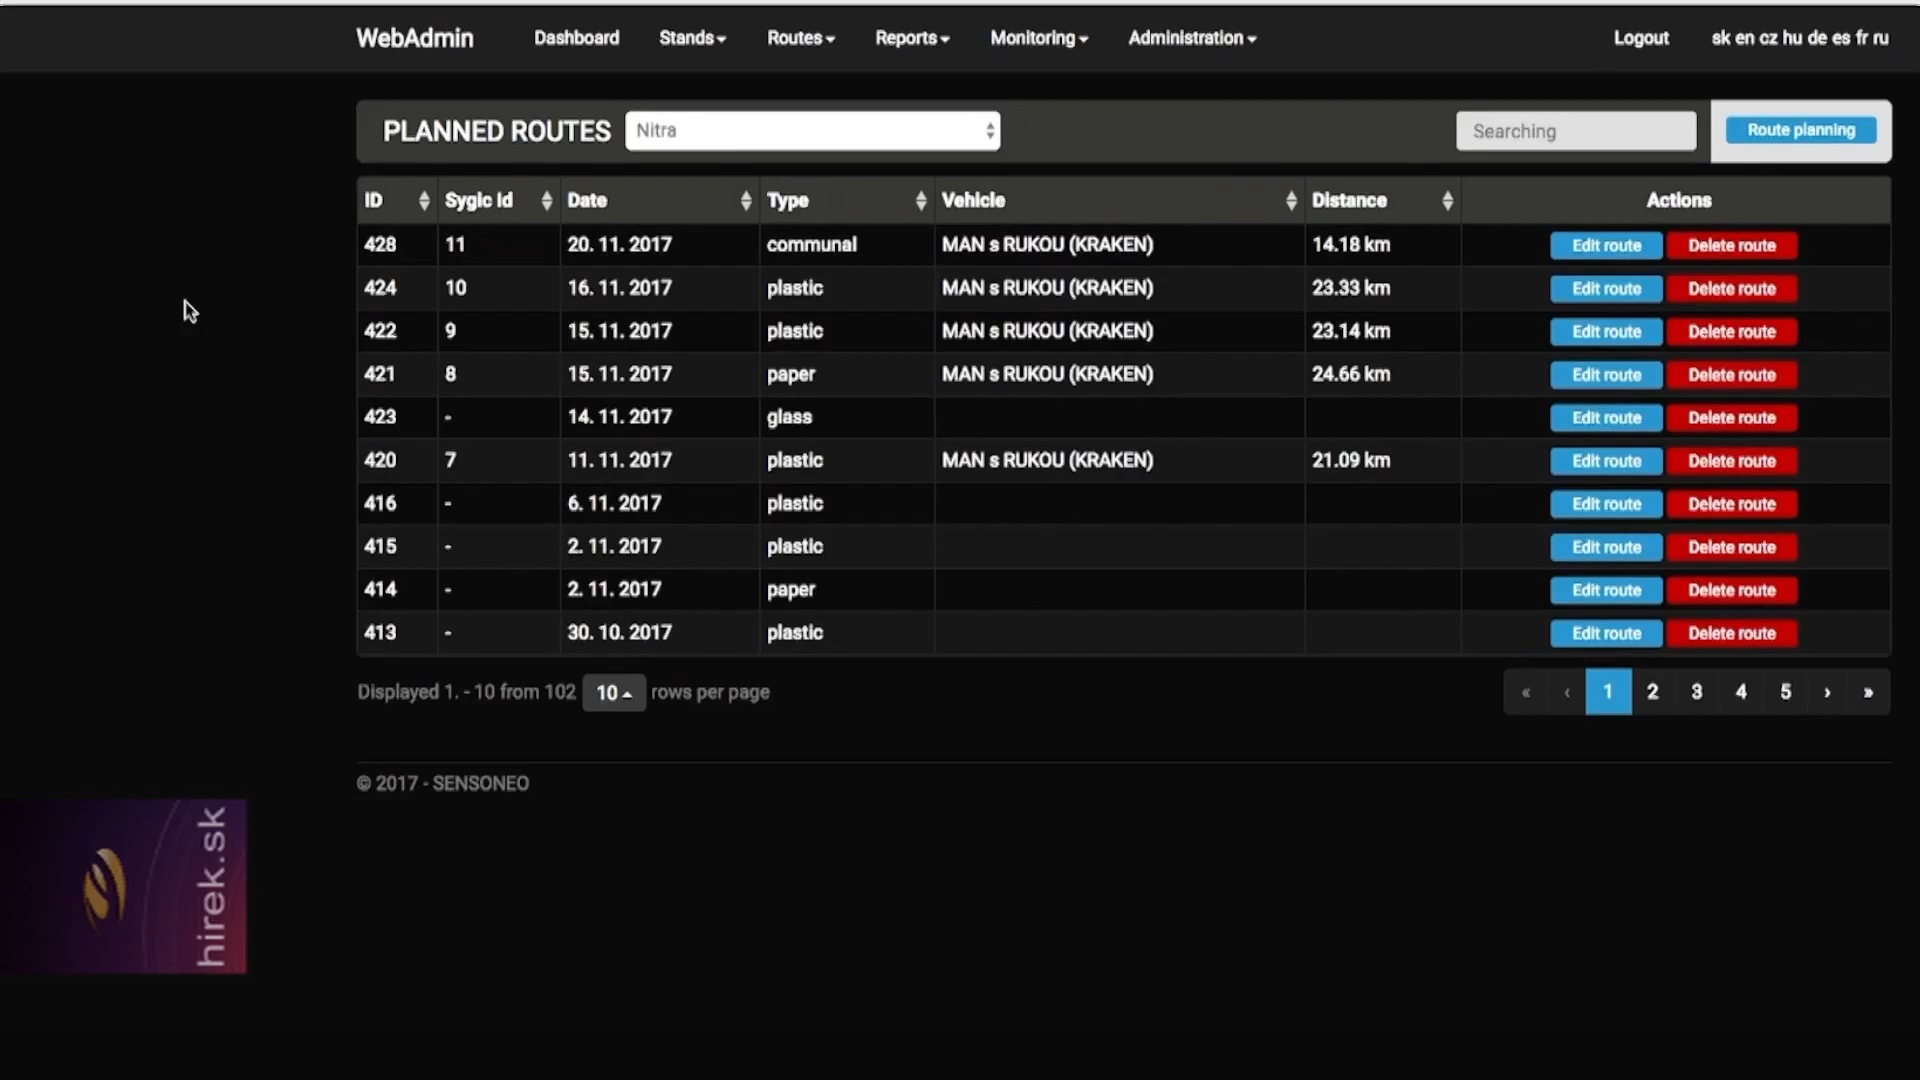 WebAdmin Dashboard Stands Routes Reports Monitoring Administration Logout sk en cz hu de es fr ru
PLANNED ROUTES Nitra Searching Route planning
ID Sygic Id Date Type Vehicle Distance Actions
428 11 20. 11. 2017 communal MAN s RUKOU (KRAKEN) 14.18 km Edit route Delete route
424 10 16. 11. 2017 plastic MAN s RUKOU (KRAKEN) 23.33 km Edit route Delete route
422 9 15. 11. 2017 plastic MAN s RUKOU (KRAKEN) 23.14 km Edit route Delete route
421 8 15. 11. 2017 paper MAN s RUKOU (KRAKEN) 24.66 km Edit route Delete route
423 - 14. 11. 2017 glass Edit route Delete route
420 7 11. 11. 2017 plastic MAN s RUKOU (KRAKEN) 21.09 km Edit route Delete route
416 - 6. 11. 2017 plastic Edit route Delete route
415 - 2. 11. 2017 plastic Edit route Delete route
414 - 2. 11. 2017 paper Edit route Delete route
413 - 30. 10. 2017 plastic Edit route Delete route
Displayed 1. - 10 from 102 10 rows per page « ‹ 1 2 3 4 5 › »
© 2017 - SENSONEO
hirek.sk